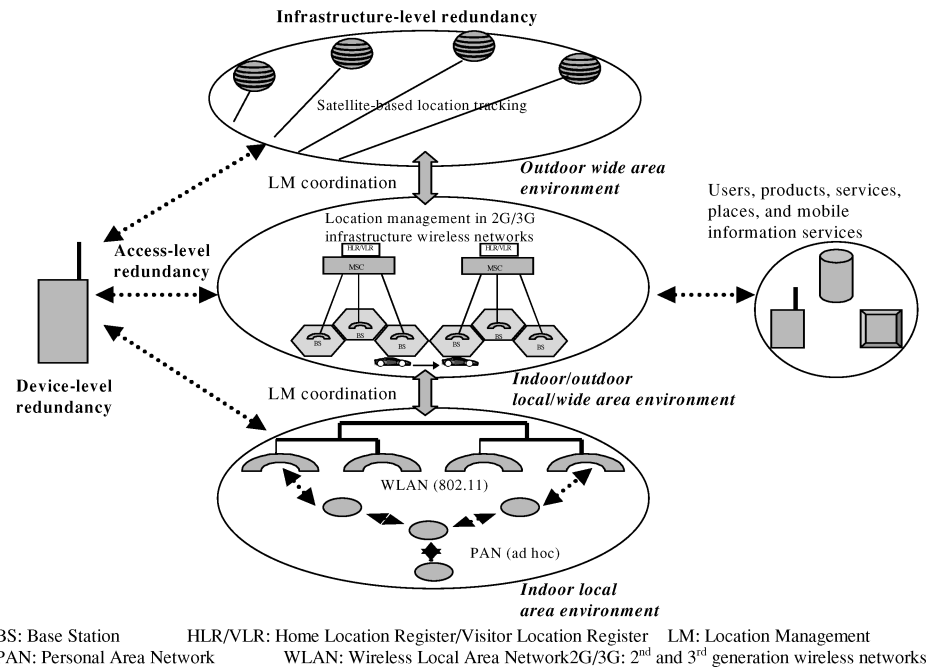 Infrastructure-level redundancy
Satellite-based location tracking
LM coordination
Outdoor wide area
environment
Users, products, services,
places, and mobile
information services
Location management in 2G/3G
infrastructure wireless networks
HLR/VLR
HLR/VLR
MSC
MSC
Access-level
redundancy
BS
BS
BS
BS
BS
BS
Device-level
redundancy
LM coordination
Indoor/outdoor
local/wide area environment
WLAN (802.11)
PAN (ad hoc)
Indoor local
area environment
BS: Base Station HLR/VLR: Home Location Register/Visitor Location Register LM: Location Management
PAN: Personal Area Network WLAN: Wireless Local Area Network2G/3G: 2nd and 3rd generation wireless networks